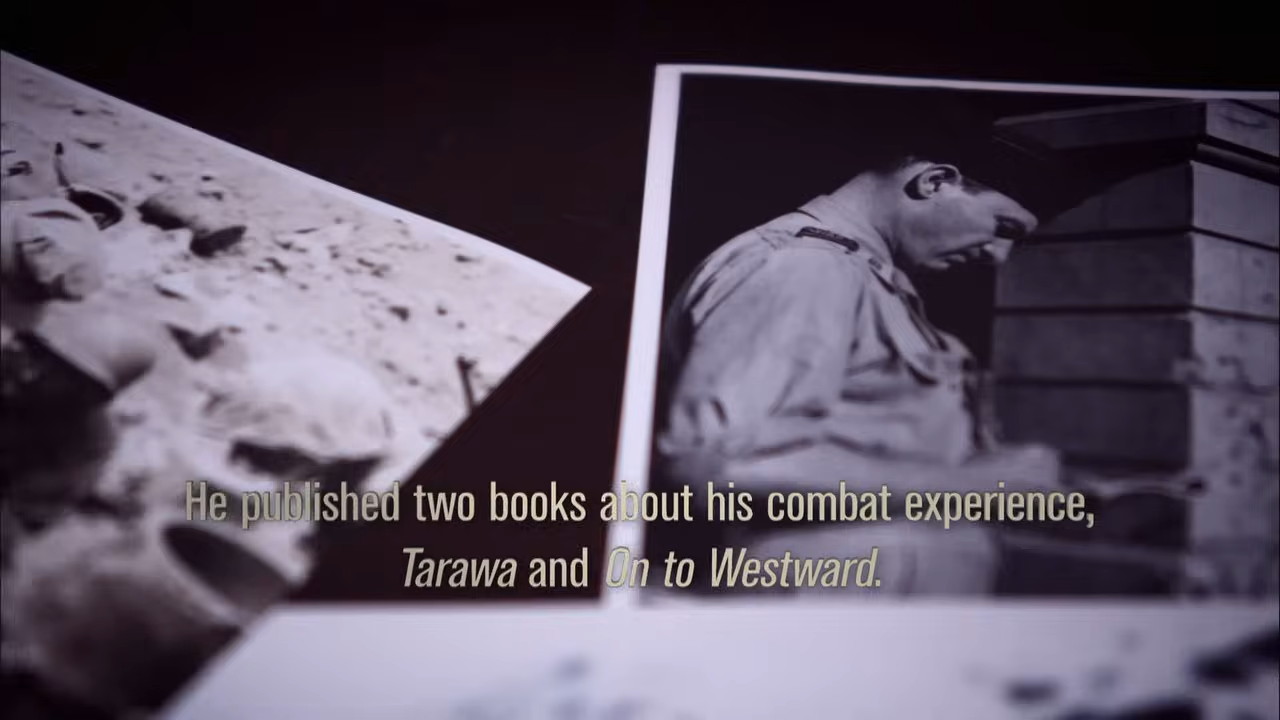 He published two books about his combat experience,
Tarawa and On to Westward.